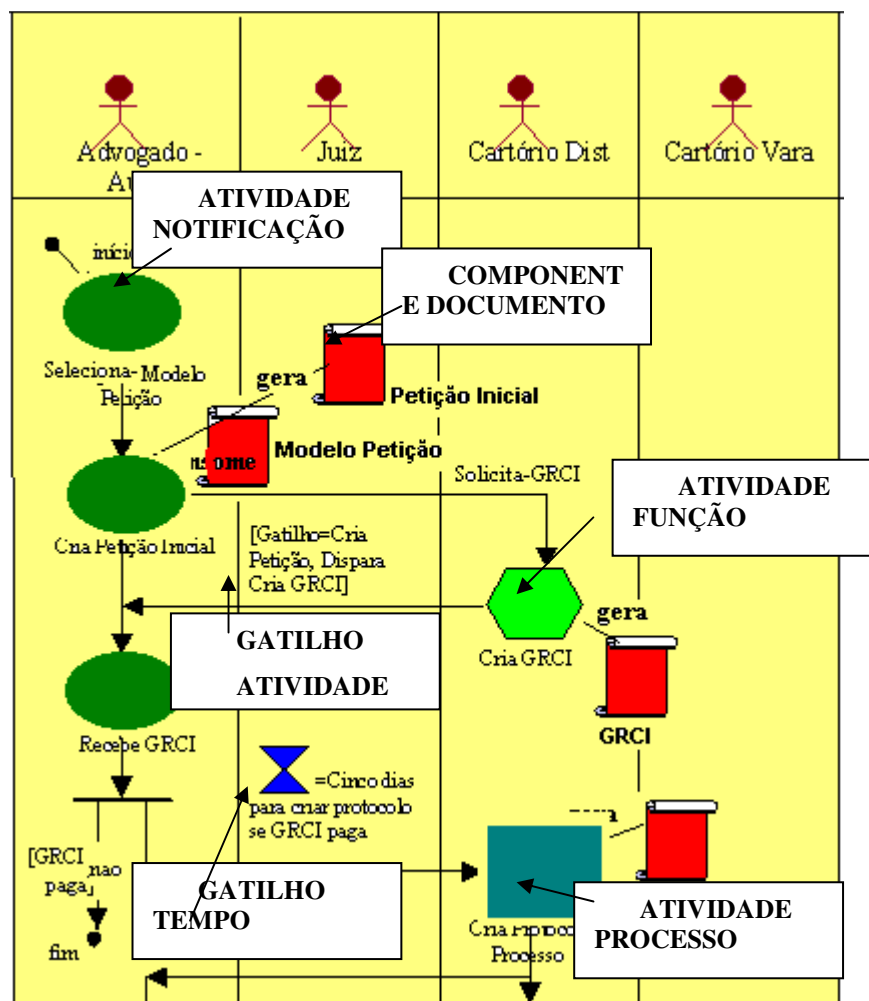 Advogado -
Juiz
Cartório Dist
Cartório Vara
ATIVIDADE
NOTIFICAÇÃO
COMPONENT
E DOCUMENTO
Seleciona- Modelo
Petição
gera
Petição Inicial
Modelo Petição
nsome
Solicita-GRCI
ATIVIDADE
FUNÇÃO
Cria Petição Inicial
[Gatilho=Cria
Petição, Dispara
Cria GRCI]
gera
Cria GRCI
GATILHO
ATIVIDADE
GRCI
Recebe GRCI
=Cinco dias
para criar protocolo
se GRCI paga
[GRCI nao
paga]
GATILHO
TEMPO
ATIVIDADE
PROCESSO
Processo
fim